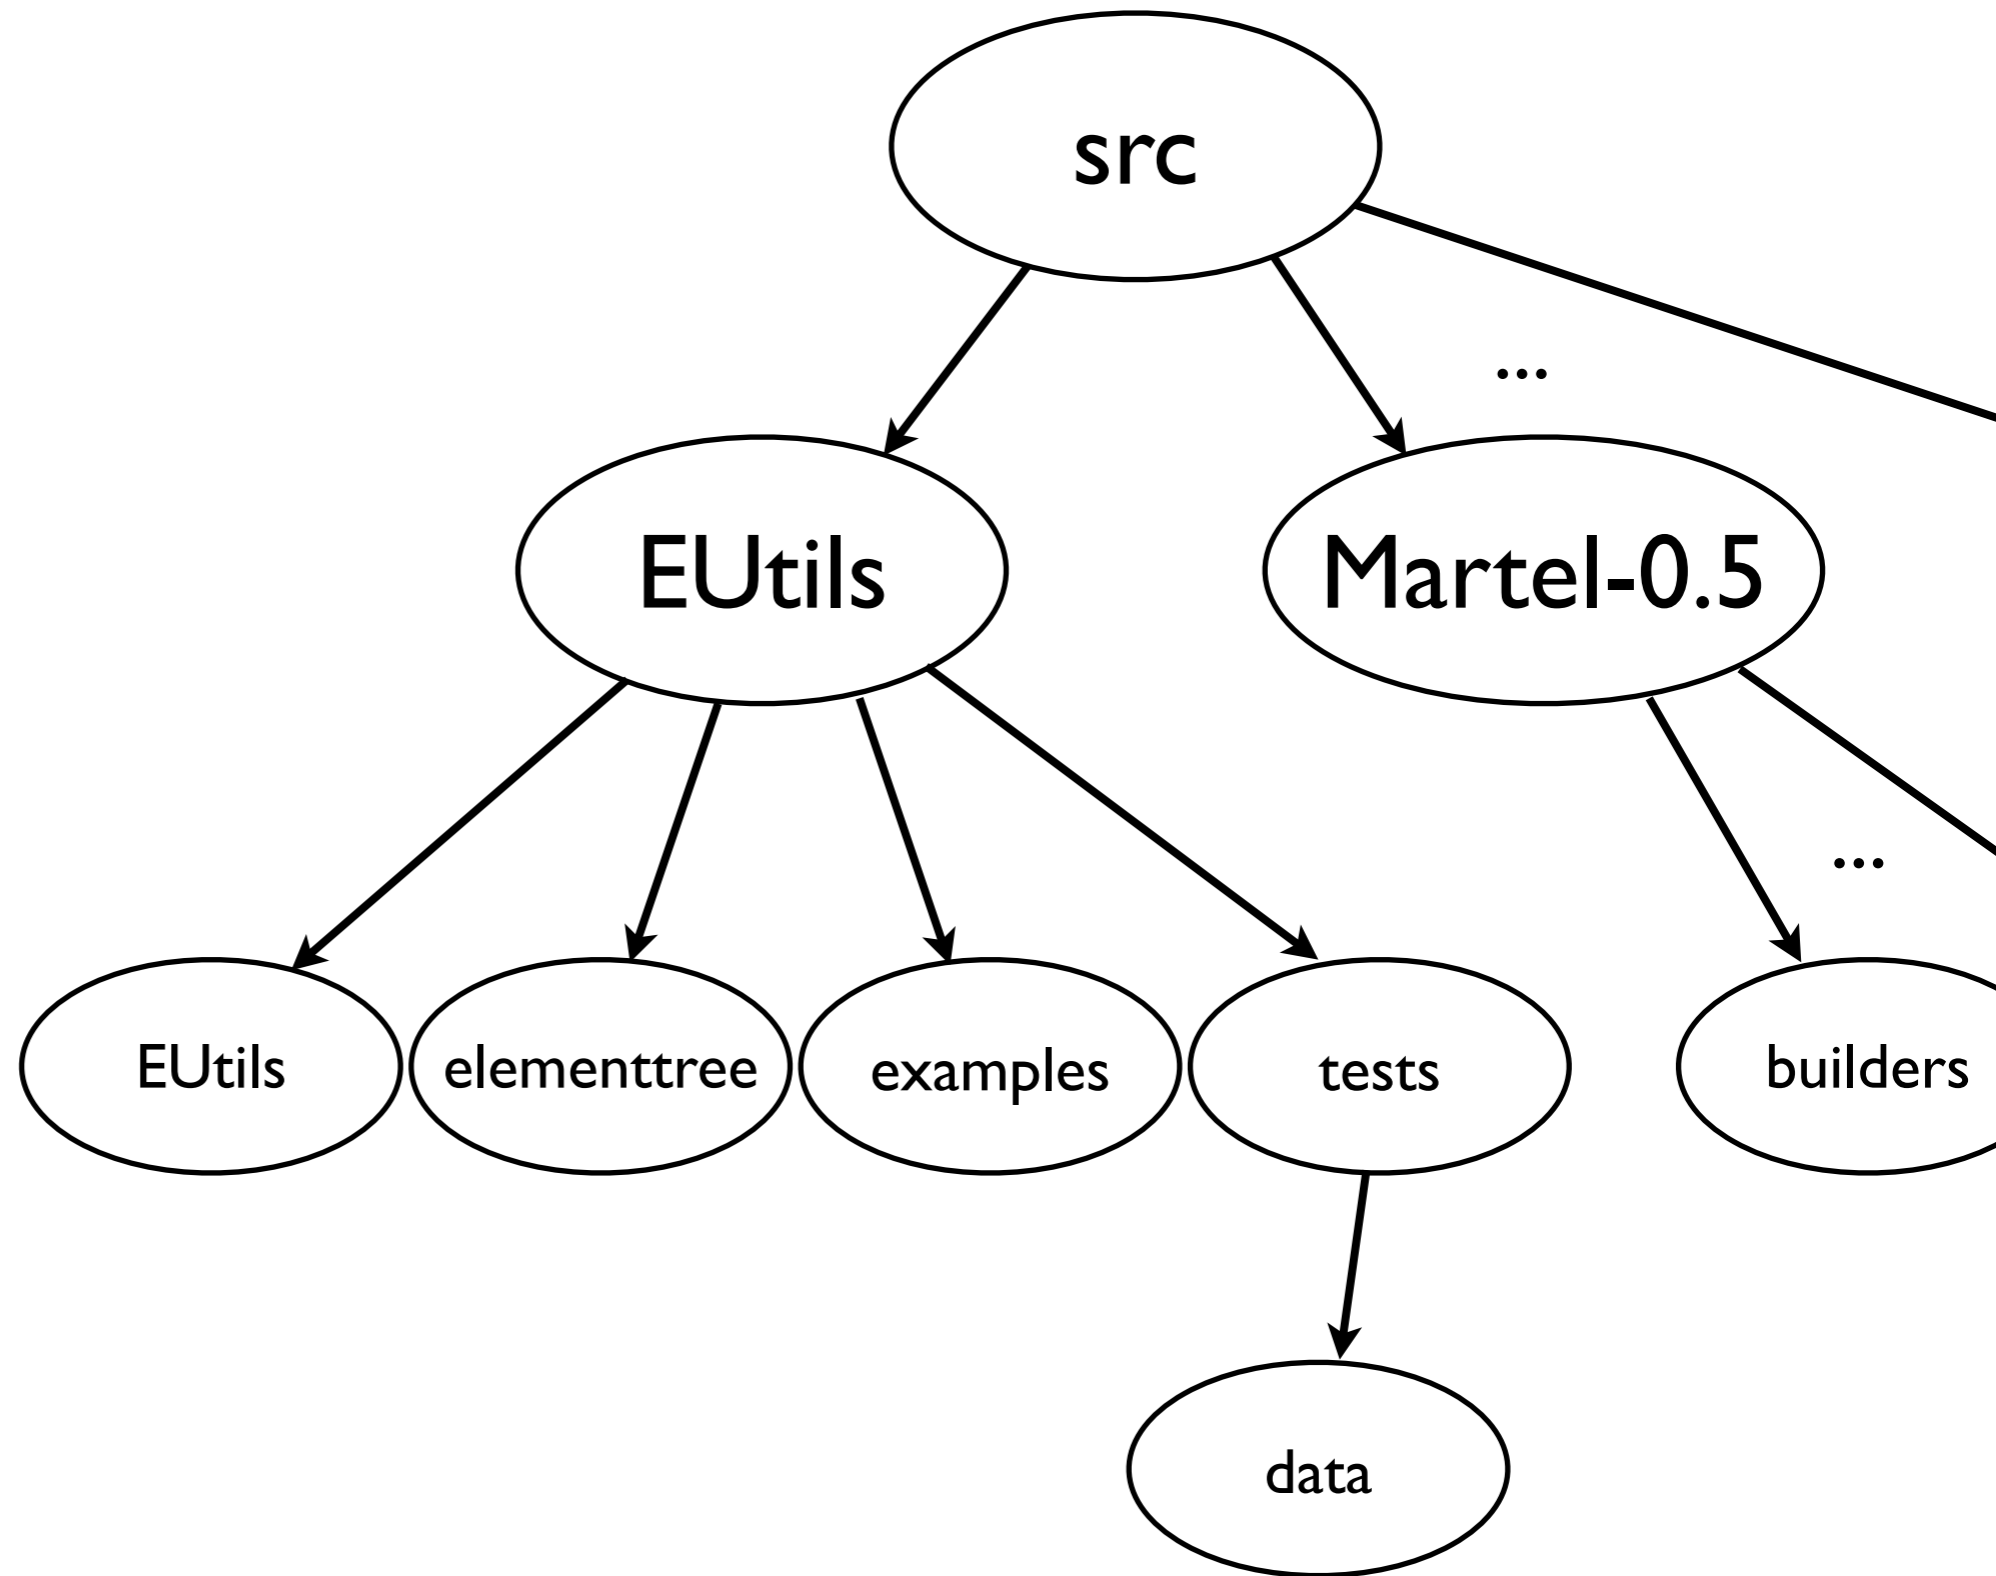 src
...
EUtils
Martel-0.5
...
EUtils
elementtree
examples
tests
builders
data